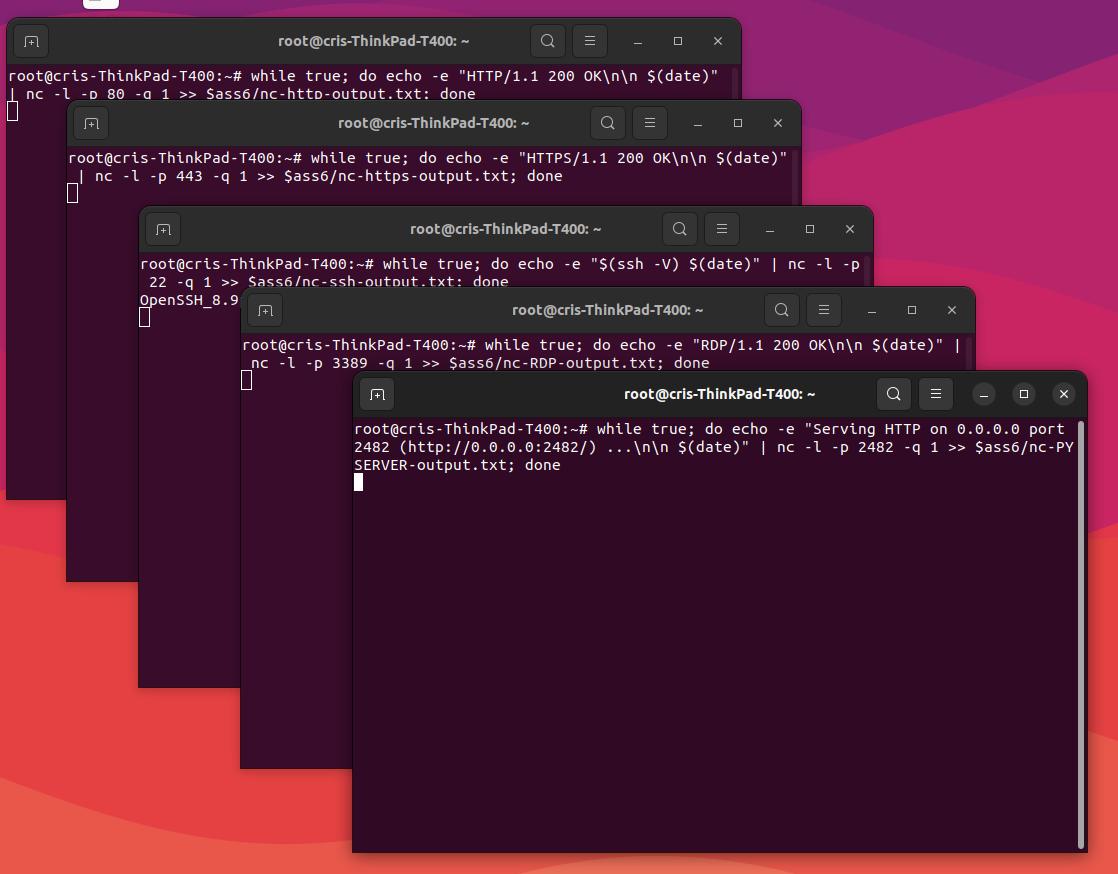 root@cris-ThinkPad-T400: ~
root@cris-ThinkPad-T400:~# while true; do echo -e "HTTP/1.1 200 OK\n\n $(date)"
| nc -l -p 80 -q 1 >> $ass6/nc-http-output.txt; done
root@cris-ThinkPad-T400: ~
root@cris-ThinkPad-T400:~# while true; do echo -e "HTTPS/1.1 200 OK\n\n $(date)"
| nc -l -p 443 -q 1 >> $ass6/nc-https-output.txt; done
root@cris-ThinkPad-T400: ~
root@cris-ThinkPad-T400:~# while true; do echo -e "$(ssh -V) $(date)" | nc -l -p
22 -q 1 >> $ass6/nc-ssh-output.txt; done
OpenSSH_8.9
root@cris-ThinkPad-T400: ~
root@cris-ThinkPad-T400:~# while true; do echo -e "RDP/1.1 200 OK\n\n $(date)" |
nc -l -p 3389 -q 1 >> $ass6/nc-RDP-output.txt; done
root@cris-ThinkPad-T400: ~
root@cris-ThinkPad-T400:~# while true; do echo -e "Serving HTTP on 0.0.0.0 port
2482 (http://0.0.0.0:2482/) ...\n\n $(date)" | nc -l -p 2482 -q 1 >> $ass6/nc-PY
SERVER-output.txt; done